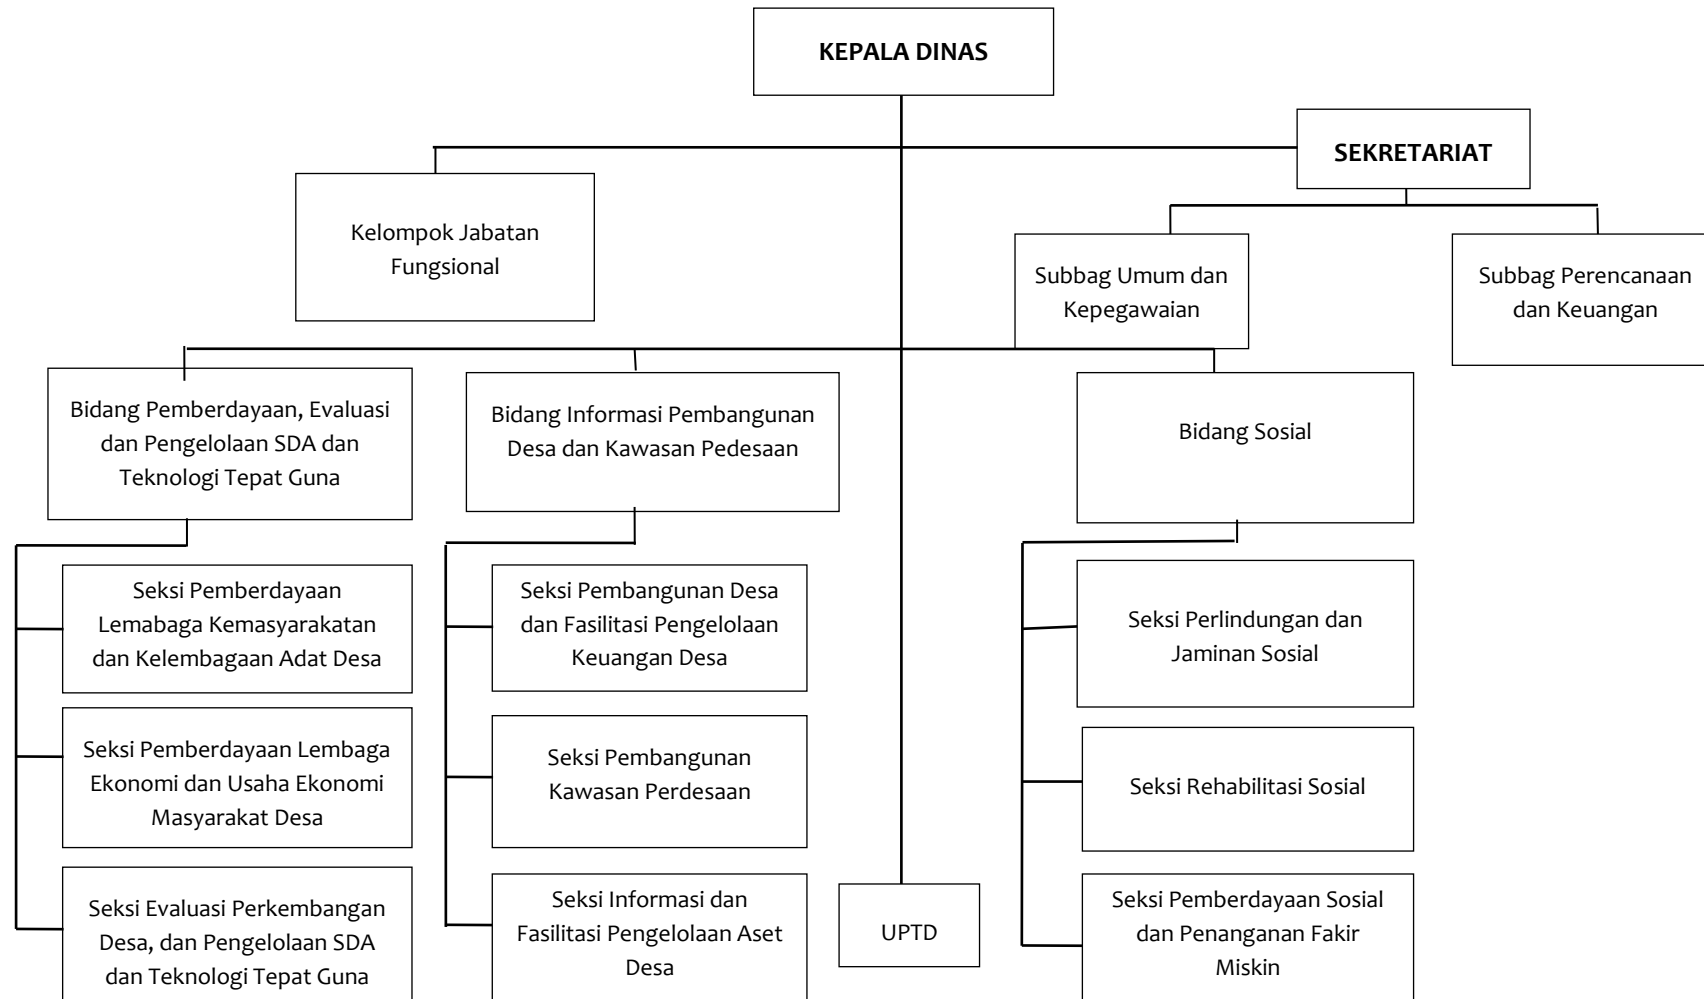 KEPALA DINAS
SEKRETARIAT
Kelompok Jabatan
Fungsional
Subbag Umum dan
Kepegawaian
Subbag Perencanaan
dan Keuangan
Bidang Pemberdayaan, Evaluasi
dan Pengelolaan SDA dan
Teknologi Tepat Guna
Bidang Informasi Pembangunan
Desa dan Kawasan Pedesaan
Bidang Sosial
Seksi Pemberdayaan
Lemabaga Kemasyarakatan
dan Kelembagaan Adat Desa
Seksi Pembangunan Desa
dan Fasilitasi Pengelolaan
Keuangan Desa
Seksi Perlindungan dan
Jaminan Sosial
Seksi Pemberdayaan Lembaga
Ekonomi dan Usaha Ekonomi
Masyarakat Desa
Seksi Pembangunan
Kawasan Perdesaan
Seksi Rehabilitasi Sosial
Seksi Evaluasi Perkembangan
Desa, dan Pengelolaan SDA
dan Teknologi Tepat Guna
Seksi Informasi dan
Fasilitasi Pengelolaan Aset
Desa
UPTD
Seksi Pemberdayaan Sosial
dan Penanganan Fakir
Miskin